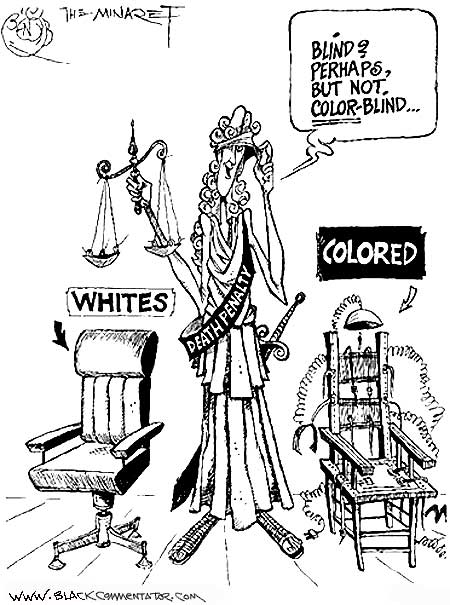 THE MINARET
BLIND?
PERHAPS,
BUT NOT
COLOR-BLIND...
WHITES
DEATH PENALTY
COLORED
WWW.BLACKCOMMENTATOR.COM